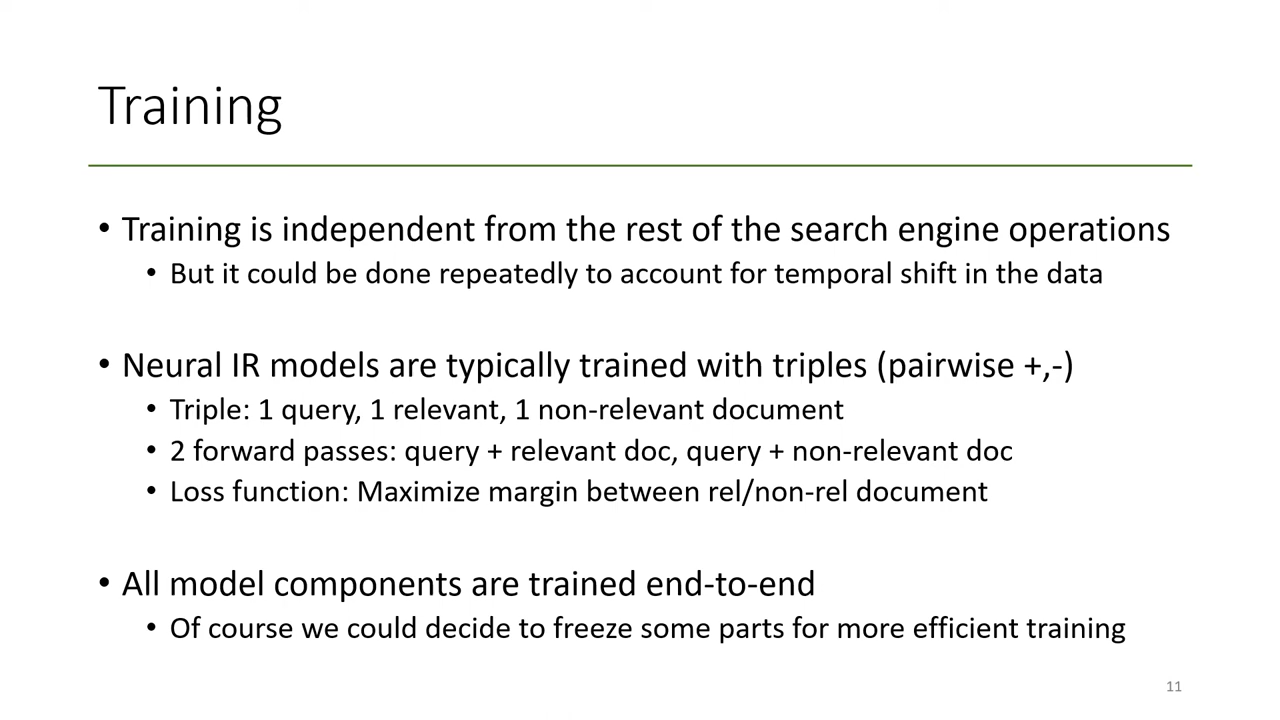 Training
• Training is independent from the rest of the search engine operations
• But it could be done repeatedly to account for temporal shift in the data
• Neural IR models are typically trained with triples (pairwise +,-)
• Triple: 1 query, 1 relevant, 1 non-relevant document
• 2 forward passes: query + relevant doc, query + non-relevant doc
• Loss function: Maximize margin between rel/non-rel document
• All model components are trained end-to-end
• Of course we could decide to freeze some parts for more efficient training
11